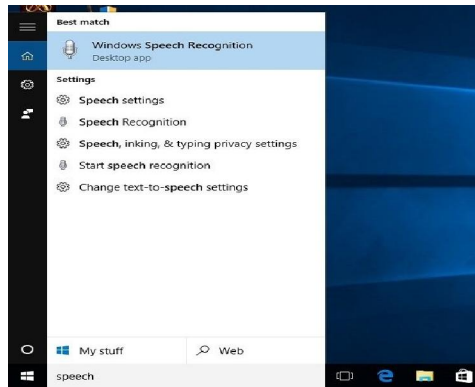 Best match
Windows Speech Recognition
Desktop app
Settings
Speech settings
Speech Recognition
Speech, inking, & typing privacy settings
Start speech recognition
Change text-to-speech settings
My stuff
Web
speech